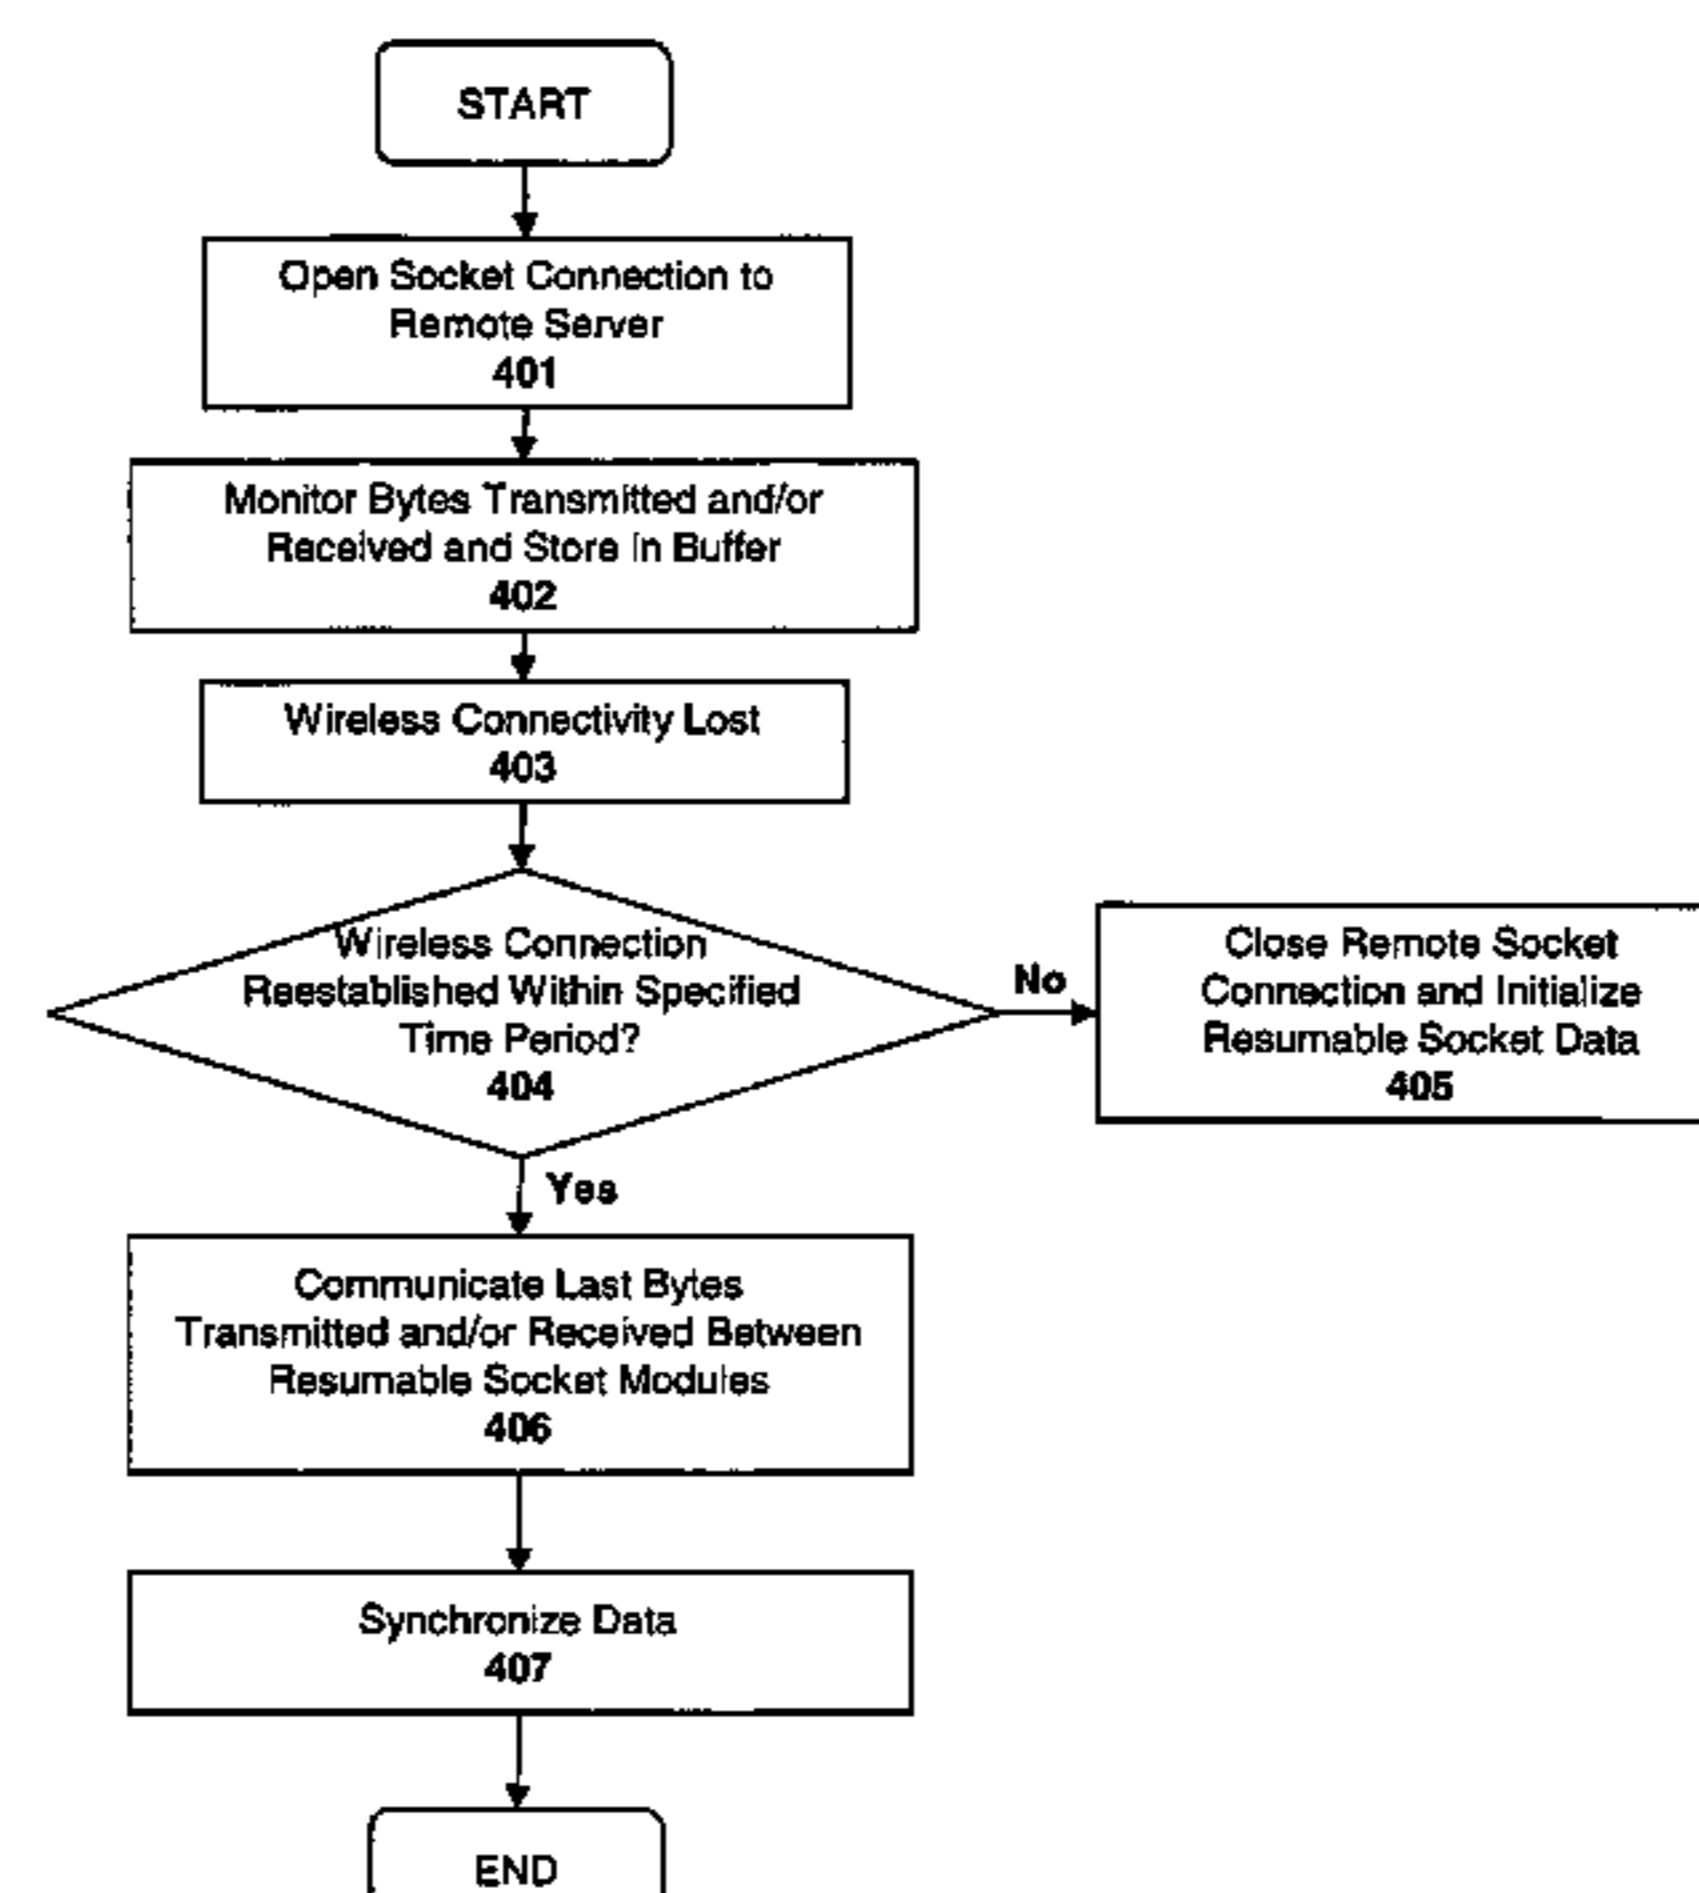 START
Open Socket Connection to
Remote Server
401
Monitor Bytes Transmitted and/or
Received and Store in Buffer
402
Wireless Connectivity Lost
403
Wireless Connection
Reestablished Within Specified
Time Period?
404
No
Close Remote Socket
Connection and Initialize
Resumable Socket Data
405
Yes
Communicate Last Bytes
Transmitted and/or Received Between
Resumable Socket Modules
406
Synchronize Data
407
END